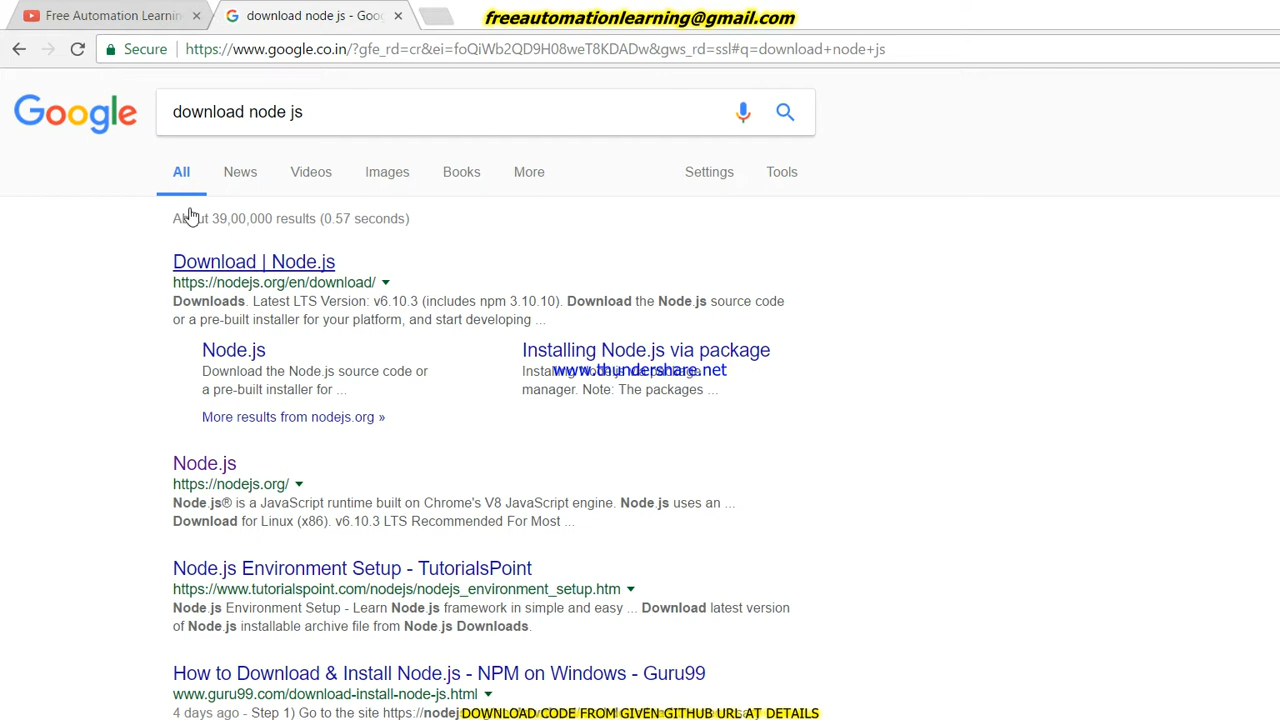 Free Automation Learnin
download node js - Goo
freeautomationlearning@gmail.com
Secure
https://www.google.co.in/?gfe_rd=cr&ei=foQiWb2QD9H08weT8KDADw&gws_rd=ssl#q=download+node+js
Google
download node js
All News Videos Images Books More Settings Tools
About 39,00,000 results (0.57 seconds)
Download | Node.js
https://nodejs.org/en/download/
Downloads. Latest LTS Version: v6.10.3 (includes npm 3.10.10). Download the Node.js source code
or a pre-built installer for your platform, and start developing ...
Node.js
Download the Node.js source code or
a pre-built installer for ...
More results from nodejs.org »
Installing Node.js via package
Installing Node.js via package
www.thundershare.net
manager. Note: The packages ...
Node.js
https://nodejs.org/
Node.js® is a JavaScript runtime built on Chrome's V8 JavaScript engine. Node.js uses an ...
Download for Linux (x86). v6.10.3 LTS Recommended For Most ...
Node.js Environment Setup - TutorialsPoint
https://www.tutorialspoint.com/nodejs/nodejs_environment_setup.htm
Node.js Environment Setup - Learn Node.js framework in simple and easy ... Download latest version
of Node.js installable archive file from Node.js Downloads.
How to Download & Install Node.js - NPM on Windows - Guru99
www.guru99.com/download-install-node-js.html
4 days ago - Step 1) Go to the site https://nodejs
DOWNLOAD CODE FROM GIVEN GITHUB URL AT DETAILS